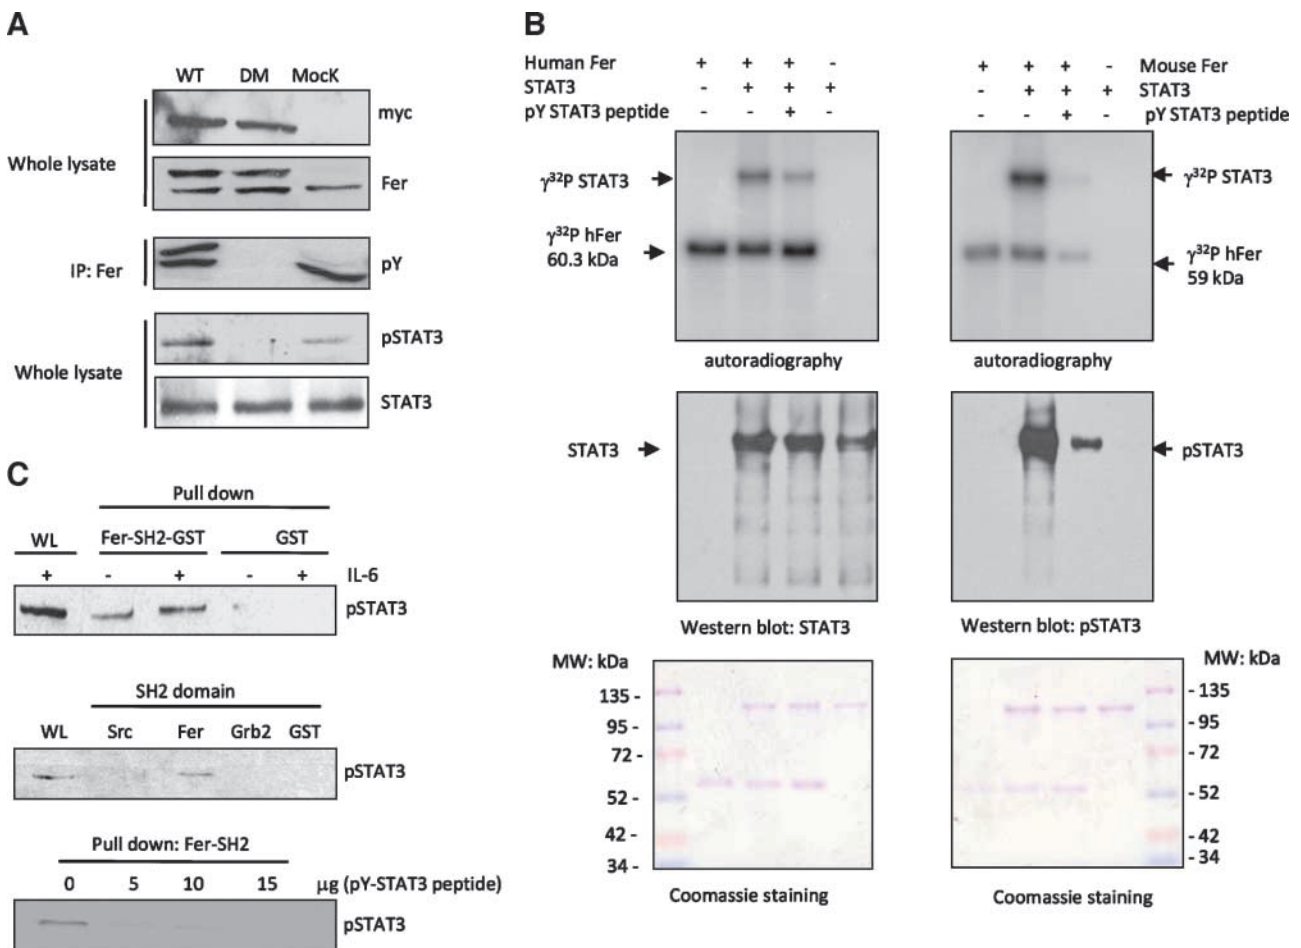 A
WT DM MocK
Whole lysate
myc
Fer
IP: Fer
pY
Whole lysate
pSTAT3
STAT3
B
Human Fer + + + -
STAT3 - + + +
pY STAT3 peptide - - + -
γ³²P STAT3
γ³²P hFer
60.3 kDa
autoradiography
STAT3
Western blot: STAT3
MW: kDa
135 -
95 -
72 -
52 -
42 -
34 -
Coomassie staining
+ + + - Mouse Fer
- + + + STAT3
- - + - pY STAT3 peptide
γ³²P STAT3
γ³²P hFer
59 kDa
autoradiography
pSTAT3
Western blot: pSTAT3
MW: kDa
- 135
- 95
- 72
- 52
- 42
- 34
Coomassie staining
C
Pull down
WL Fer-SH2-GST GST
+ - + - + IL-6
pSTAT3
SH2 domain
WL Src Fer Grb2 GST
pSTAT3
Pull down: Fer-SH2
0 5 10 15 μg (pY-STAT3 peptide)
pSTAT3